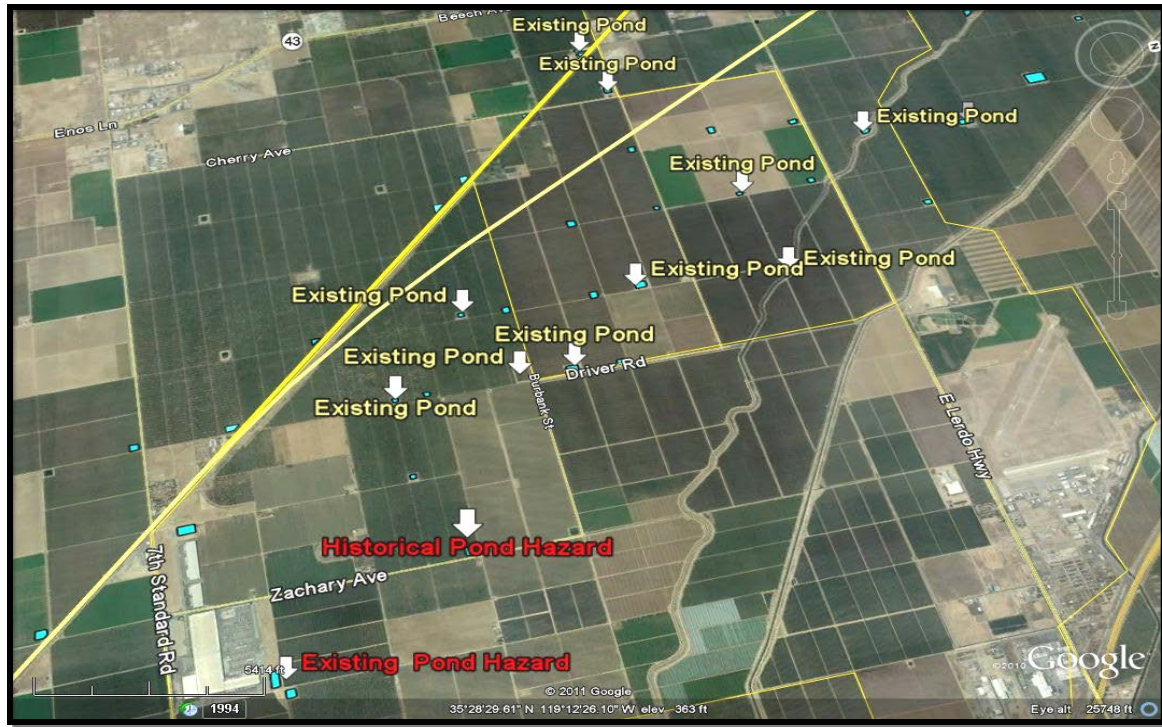 Beech Ave
Existing Pond
43
Existing Pond
Enos Ln
Existing Pond
Cherry Ave
Existing Pond
Existing Pond
Existing Pond
Existing Pond
Existing Pond
Existing Pond
Driver Rd
Burbank St
Existing Pond
E Lerdo Hwy
Historical Pond Hazard
7th Standard Rd
Zachary Ave
Existing Pond Hazard
5414 ft
©2010 Google
© 2011 Google
1994
35°28'29.61" N 119°12'26.10" W elev 363 ft
Eye alt 25748 ft
N